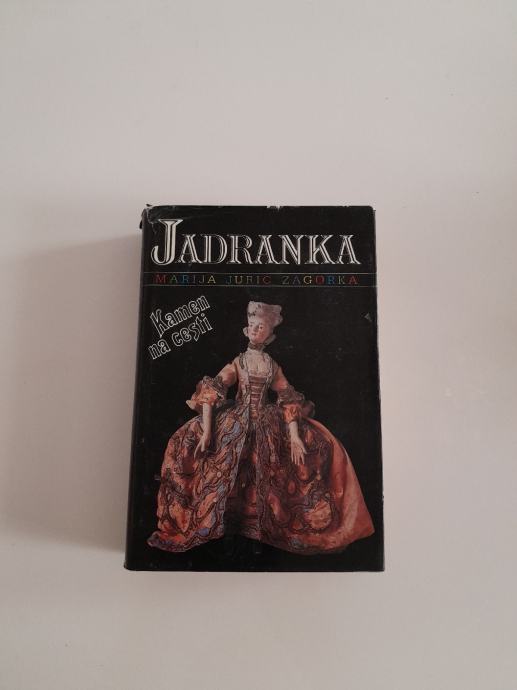 JADRANKA
MARIJA JURIĆ ZAGORKA
Kamen
na cesti